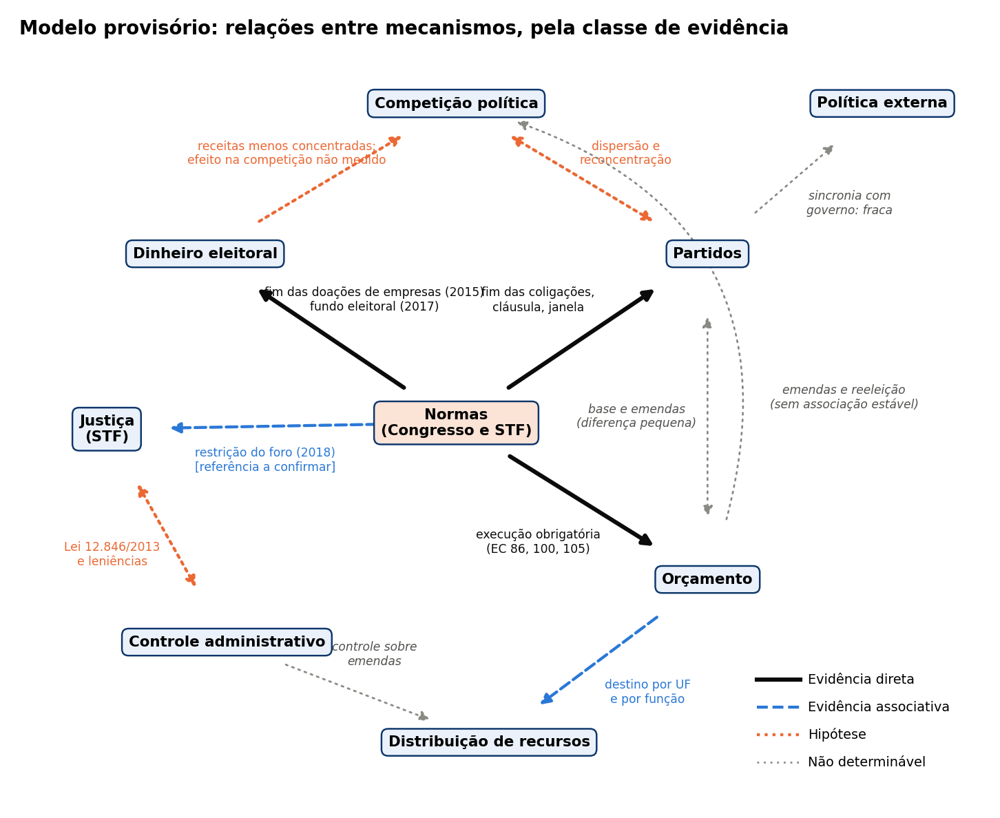 Modelo provisório: relações entre mecanismos, pela classe de evidência
Competição política
Política externa
receitas menos concentradas;
efeito na competição não medido
dispersão e
reconcentração
sincronia com
governo: fraca
Dinheiro eleitoral
Partidos
fim das doações de empresas (2015)
fundo eleitoral (2017)
fim das coligações,
cláusula, janela
emendas e reeleição
(sem associação estável)
base e emendas
(diferença pequena)
Justiça
(STF)
Normas
(Congresso e STF)
restrição do foro (2018)
[referência a confirmar]
Lei 12.846/2013
e leniências
execução obrigatória
(EC 86, 100, 105)
Orçamento
Controle administrativo
controle sobre
emendas
destino por UF
e por função
Distribuição de recursos
Evidência direta
Evidência associativa
Hipótese
Não determinável